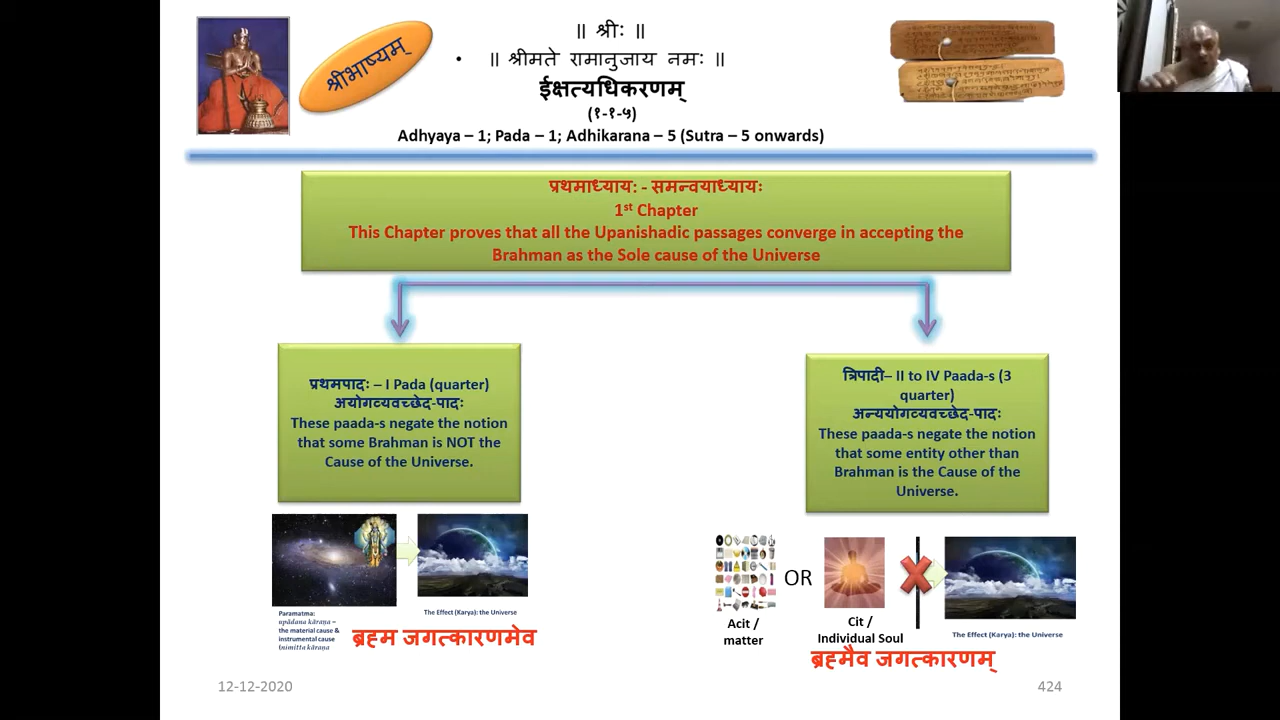 श्रीभाष्यम्
॥ श्रीः ॥
• ॥ श्रीमते रामानुजाय नमः ॥
ईक्षत्यधिकरणम्
(१-१-५)
Adhyaya – 1; Pada – 1; Adhikarana – 5 (Sutra – 5 onwards)
प्रथमाध्यायः - समन्वयाध्यायः
1st Chapter
This Chapter proves that all the Upanishadic passages converge in accepting the
Brahman as the Sole cause of the Universe
प्रथमपादः – I Pada (quarter)
अयोगव्यवच्छेद-पादः
These paada-s negate the notion
that some Brahman is NOT the
Cause of the Universe.
त्रिपादी– II to IV Paada-s (3
quarter)
अन्ययोगव्यवच्छेद-पादः
These paada-s negate the notion
that some entity other than
Brahman is the Cause of the
Universe.
Paramatma:
upādana kāraṇa –
the material cause &
instrumental cause
(nimitta kāraṇa
The Effect (Karya): the Universe
ब्रह्म जगत्कारणमेव
OR
Acit /
matter
Cit /
Individual Soul
The Effect (Karya): the Universe
ब्रह्मैव जगत्कारणम्
12-12-2020
424